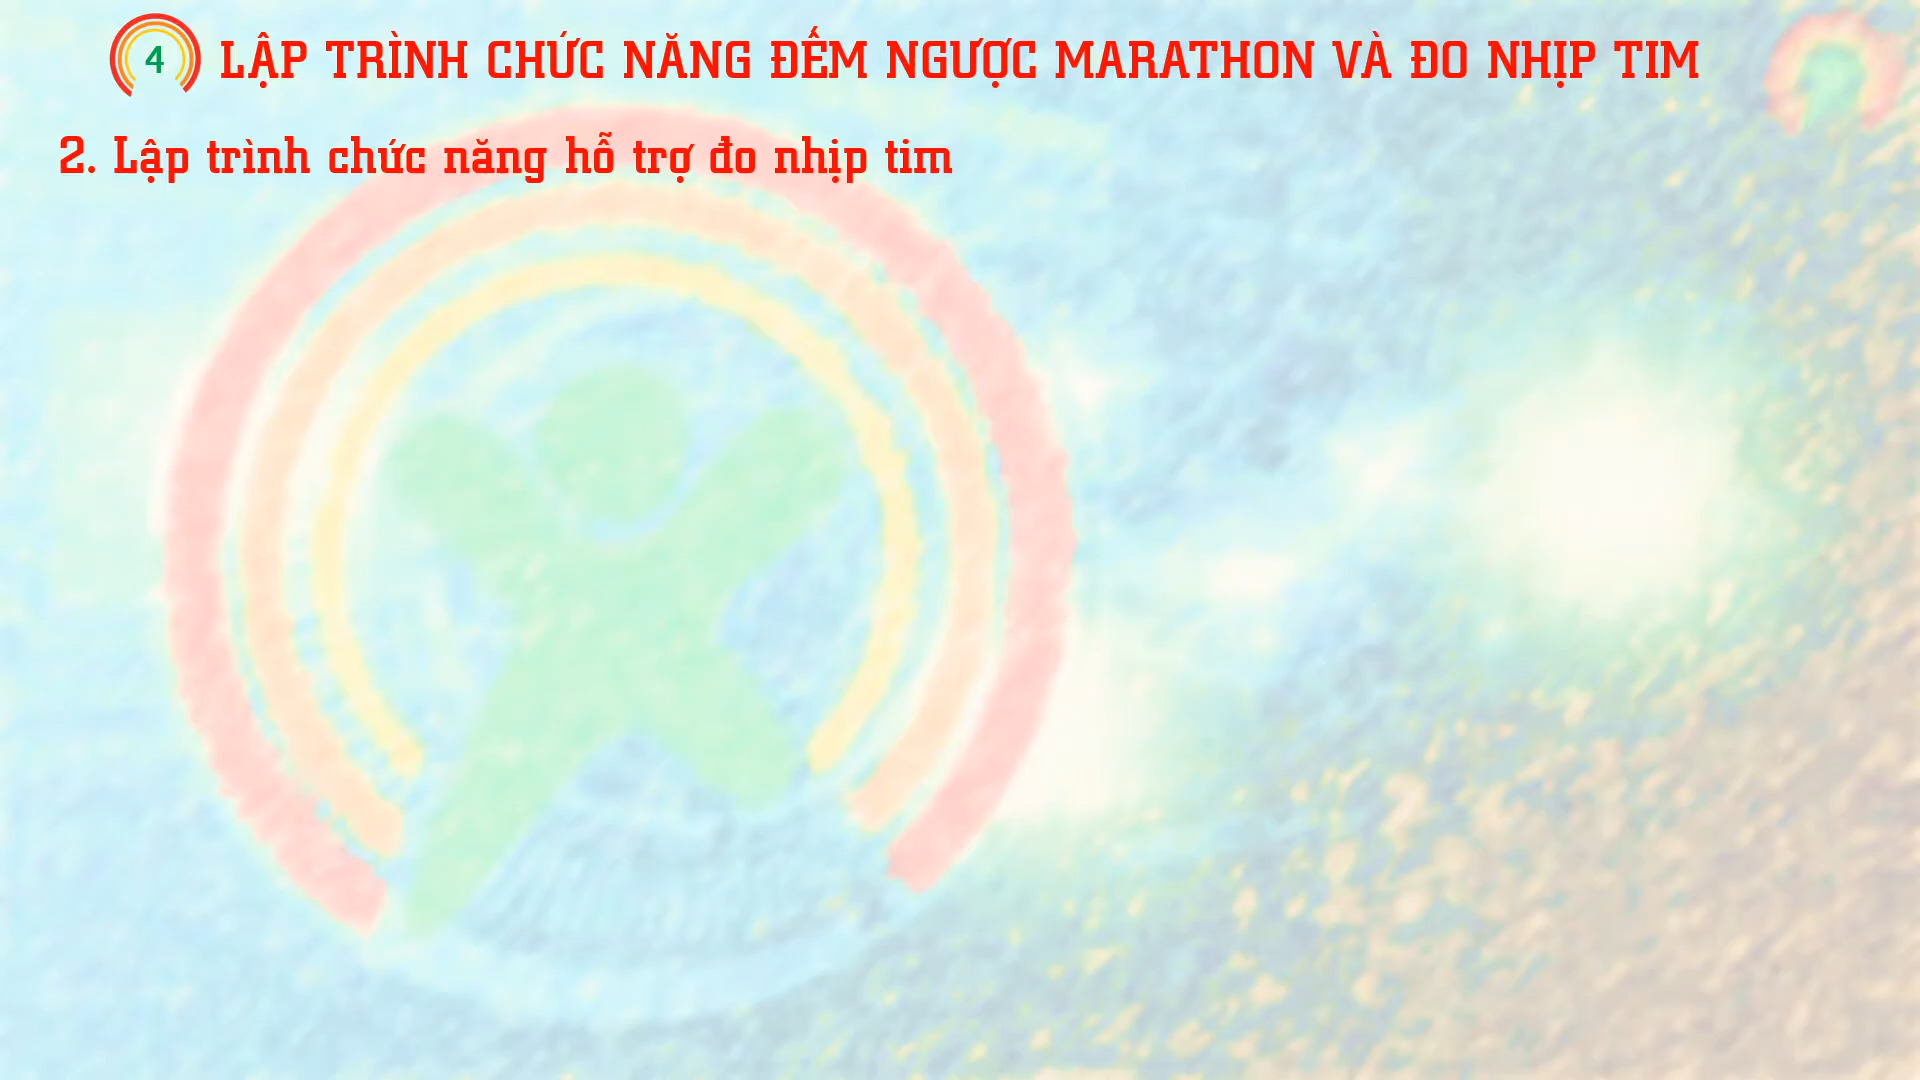 4 LẬP TRÌNH CHỨC NĂNG ĐẾM NGƯỢC MARATHON VÀ ĐO NHỊP TIM
2. Lập trình chức năng hỗ trợ đo nhịp tim